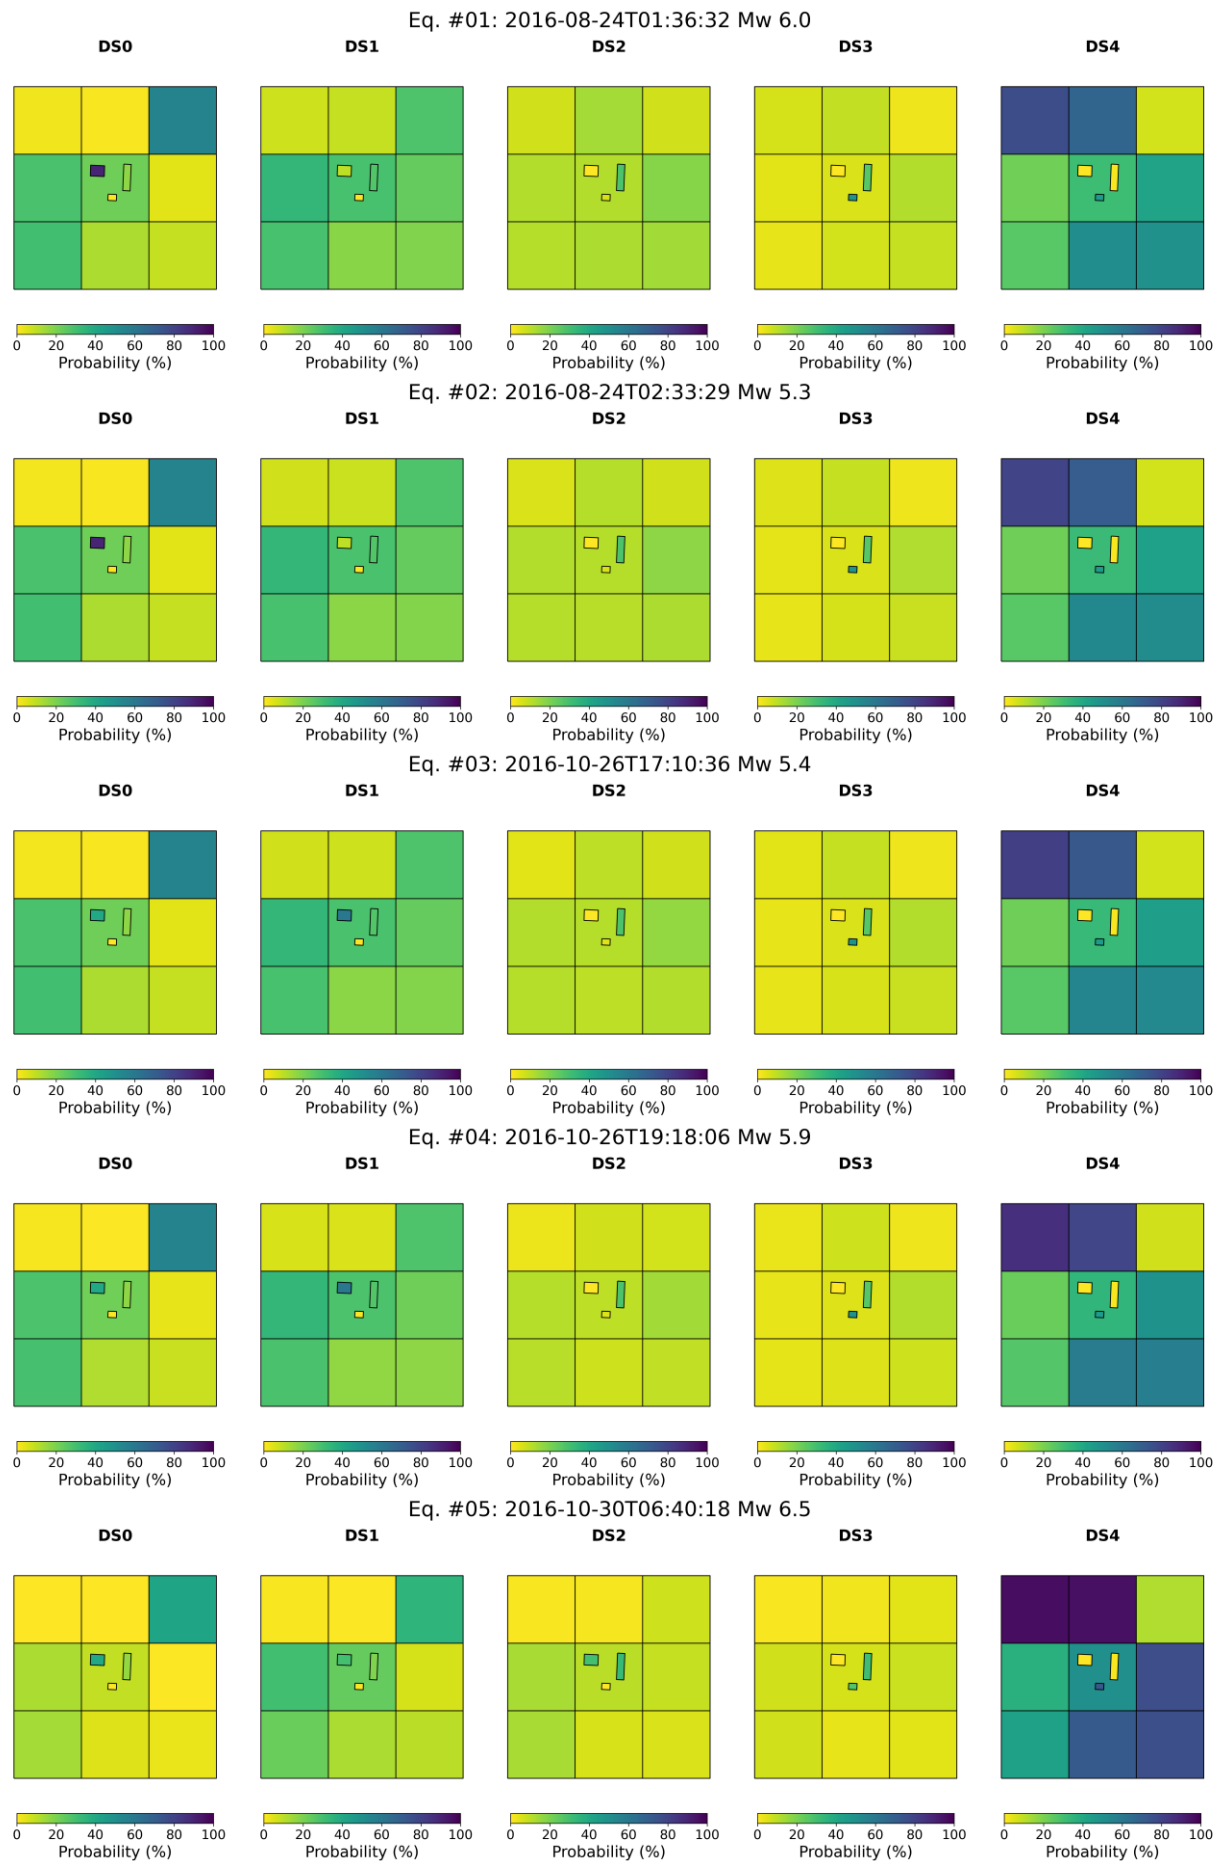 Eq. #01: 2016-08-24T01:36:32 Mw 6.0
DS0 DS1 DS2 DS3 DS4
0 20 40 60 80 100 0 20 40 60 80 100 0 20 40 60 80 100 0 20 40 60 80 100 0 20 40 60 80 100
Probability (%) Probability (%) Probability (%) Probability (%) Probability (%)
Eq. #02: 2016-08-24T02:33:29 Mw 5.3
DS0 DS1 DS2 DS3 DS4
0 20 40 60 80 100 0 20 40 60 80 100 0 20 40 60 80 100 0 20 40 60 80 100 0 20 40 60 80 100
Probability (%) Probability (%) Probability (%) Probability (%) Probability (%)
Eq. #03: 2016-10-26T17:10:36 Mw 5.4
DS0 DS1 DS2 DS3 DS4
0 20 40 60 80 100 0 20 40 60 80 100 0 20 40 60 80 100 0 20 40 60 80 100 0 20 40 60 80 100
Probability (%) Probability (%) Probability (%) Probability (%) Probability (%)
Eq. #04: 2016-10-26T19:18:06 Mw 5.9
DS0 DS1 DS2 DS3 DS4
0 20 40 60 80 100 0 20 40 60 80 100 0 20 40 60 80 100 0 20 40 60 80 100 0 20 40 60 80 100
Probability (%) Probability (%) Probability (%) Probability (%) Probability (%)
Eq. #05: 2016-10-30T06:40:18 Mw 6.5
DS0 DS1 DS2 DS3 DS4
0 20 40 60 80 100 0 20 40 60 80 100 0 20 40 60 80 100 0 20 40 60 80 100 0 20 40 60 80 100
Probability (%) Probability (%) Probability (%) Probability (%) Probability (%)